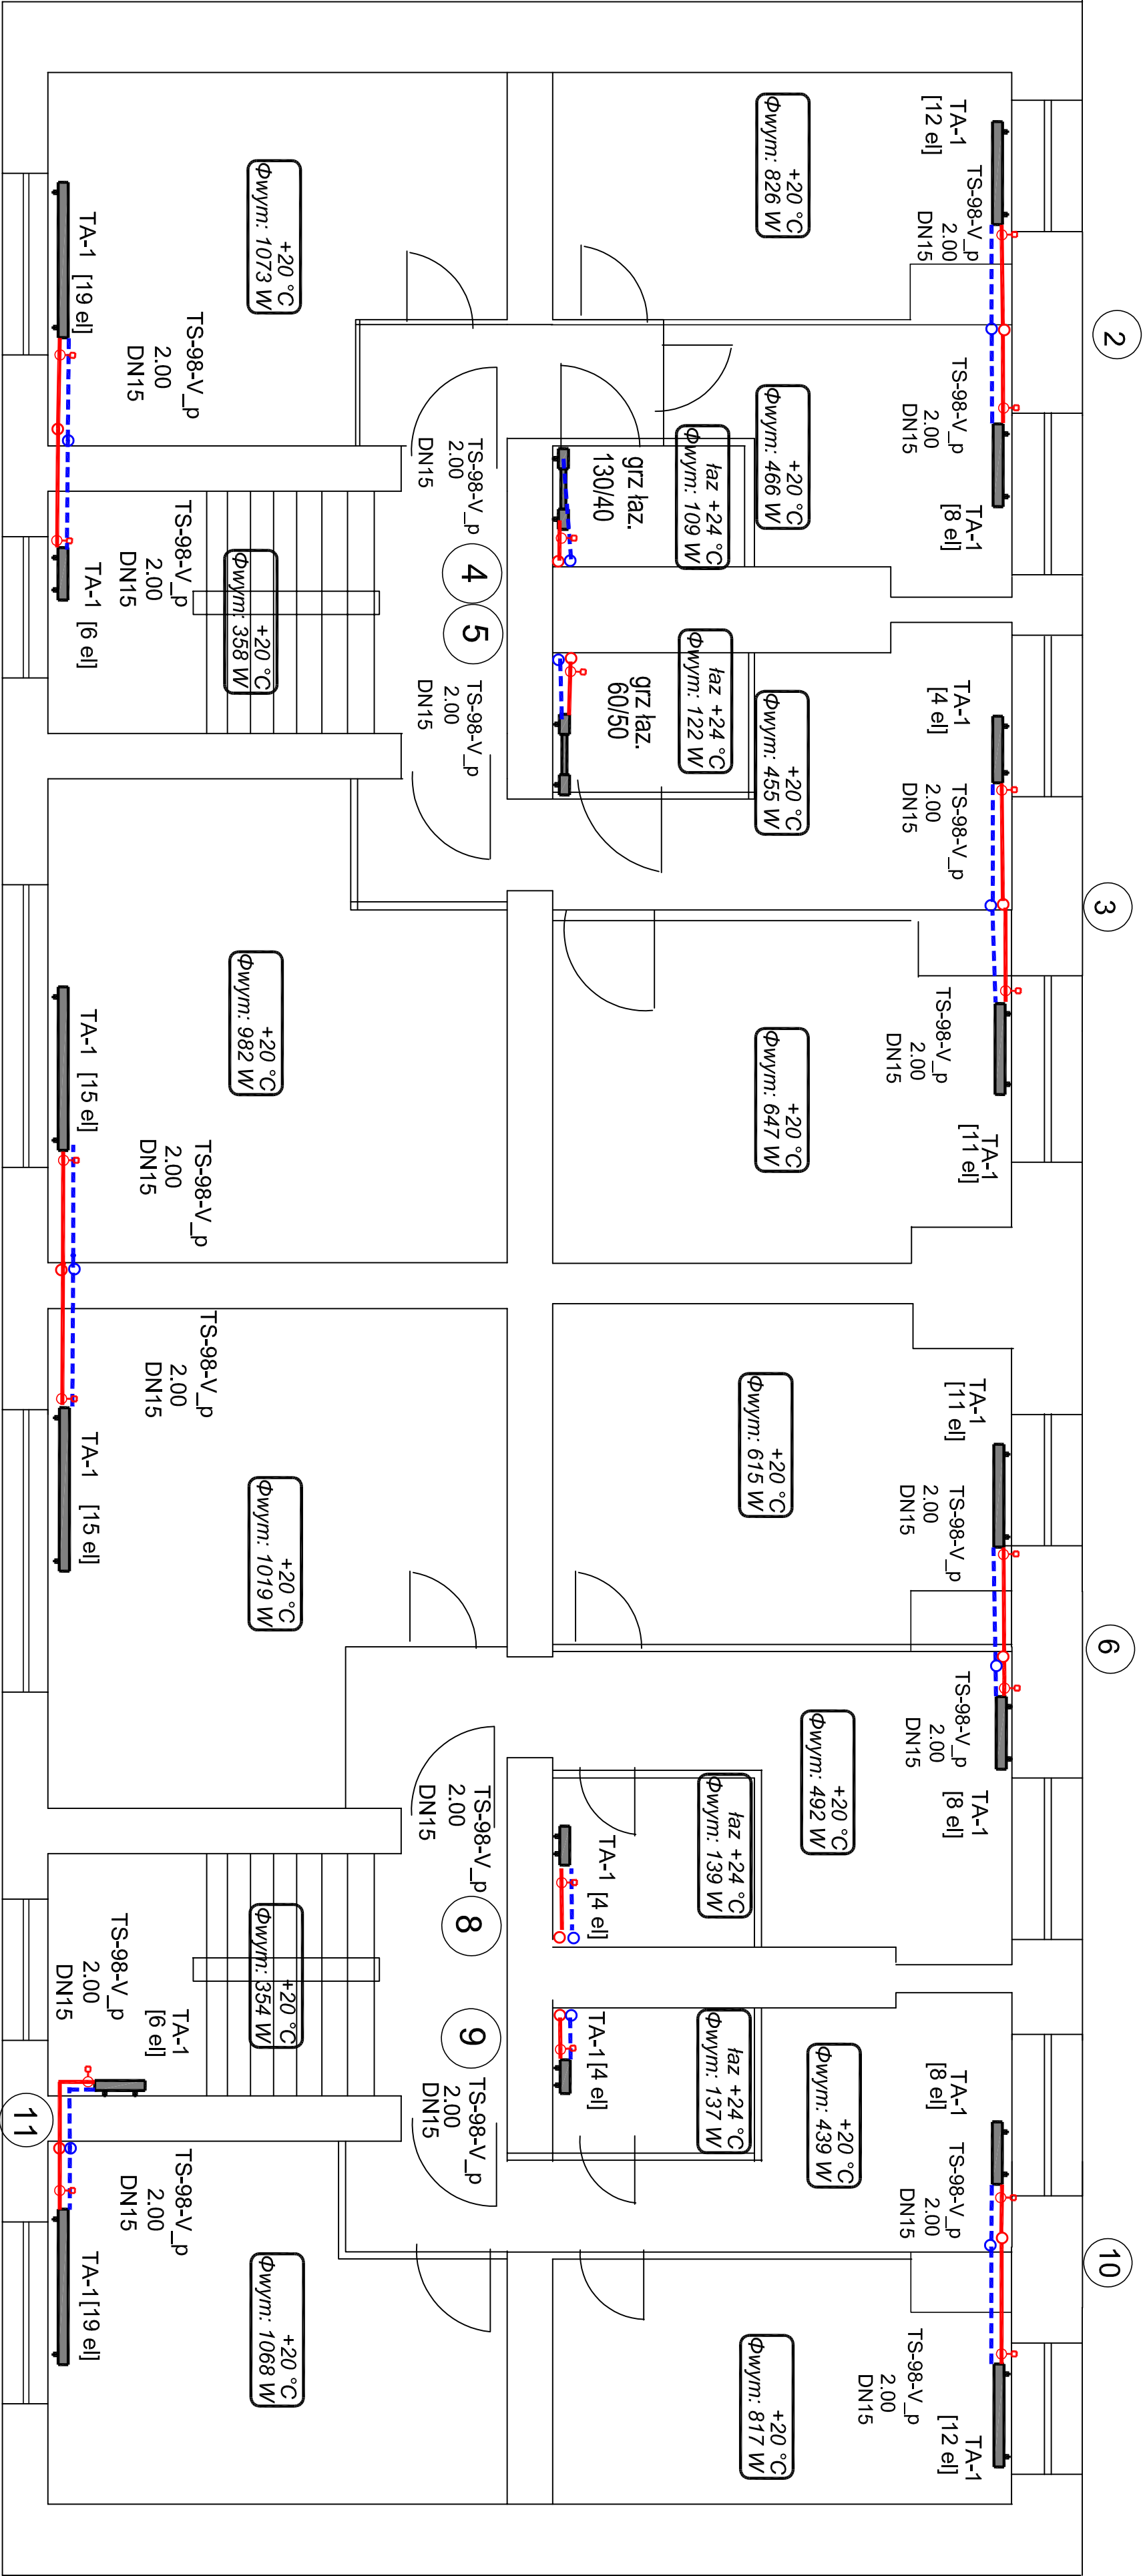 2
3
6
10
TA-1
[12 el]
TS-98-V_p
2.00
DN15
TS-98-V_p
2.00
DN15
TA-1
[8 el]
TA-1
[4 el]
TS-98-V_p
2.00
DN15
TS-98-V_p
2.00
DN15
TA-1
[11 el]
TA-1
[11 el]
TS-98-V_p
2.00
DN15
TS-98-V_p
2.00
DN15
TA-1
[8 el]
TA-1
[8 el]
TS-98-V_p
2.00
DN15
TS-98-V_p
2.00
DN15
TA-1
[12 el]
+20 °C
Φwym: 826 W
+20 °C
Φwym: 466 W
+20 °C
Φwym: 455 W
+20 °C
Φwym: 647 W
+20 °C
Φwym: 615 W
+20 °C
Φwym: 492 W
+20 °C
Φwym: 439 W
+20 °C
Φwym: 817 W
łaz +24 °C
Φwym: 109 W
łaz +24 °C
Φwym: 122 W
łaz +24 °C
Φwym: 139 W
łaz +24 °C
Φwym: 137 W
grz łaz.
130/40
grz łaz.
60/50
TA-1 [4 el]
TA-1 [4 el]
TS-98-V_p
2.00
DN15
4
5
TS-98-V_p
2.00
DN15
TS-98-V_p
2.00
DN15
8
9
TS-98-V_p
2.00
DN15
+20 °C
Φwym: 1073 W
+20 °C
Φwym: 358 W
+20 °C
Φwym: 982 W
+20 °C
Φwym: 1019 W
+20 °C
Φwym: 354 W
+20 °C
Φwym: 1068 W
TS-98-V_p
2.00
DN15
TS-98-V_p
2.00
DN15
TS-98-V_p
2.00
DN15
TS-98-V_p
2.00
DN15
TS-98-V_p
2.00
DN15
TA-1
[6 el]
TS-98-V_p
2.00
DN15
TA-1 [19 el]
TA-1 [6 el]
TA-1 [15 el]
TA-1 [15 el]
TA-1 [19 el]
11